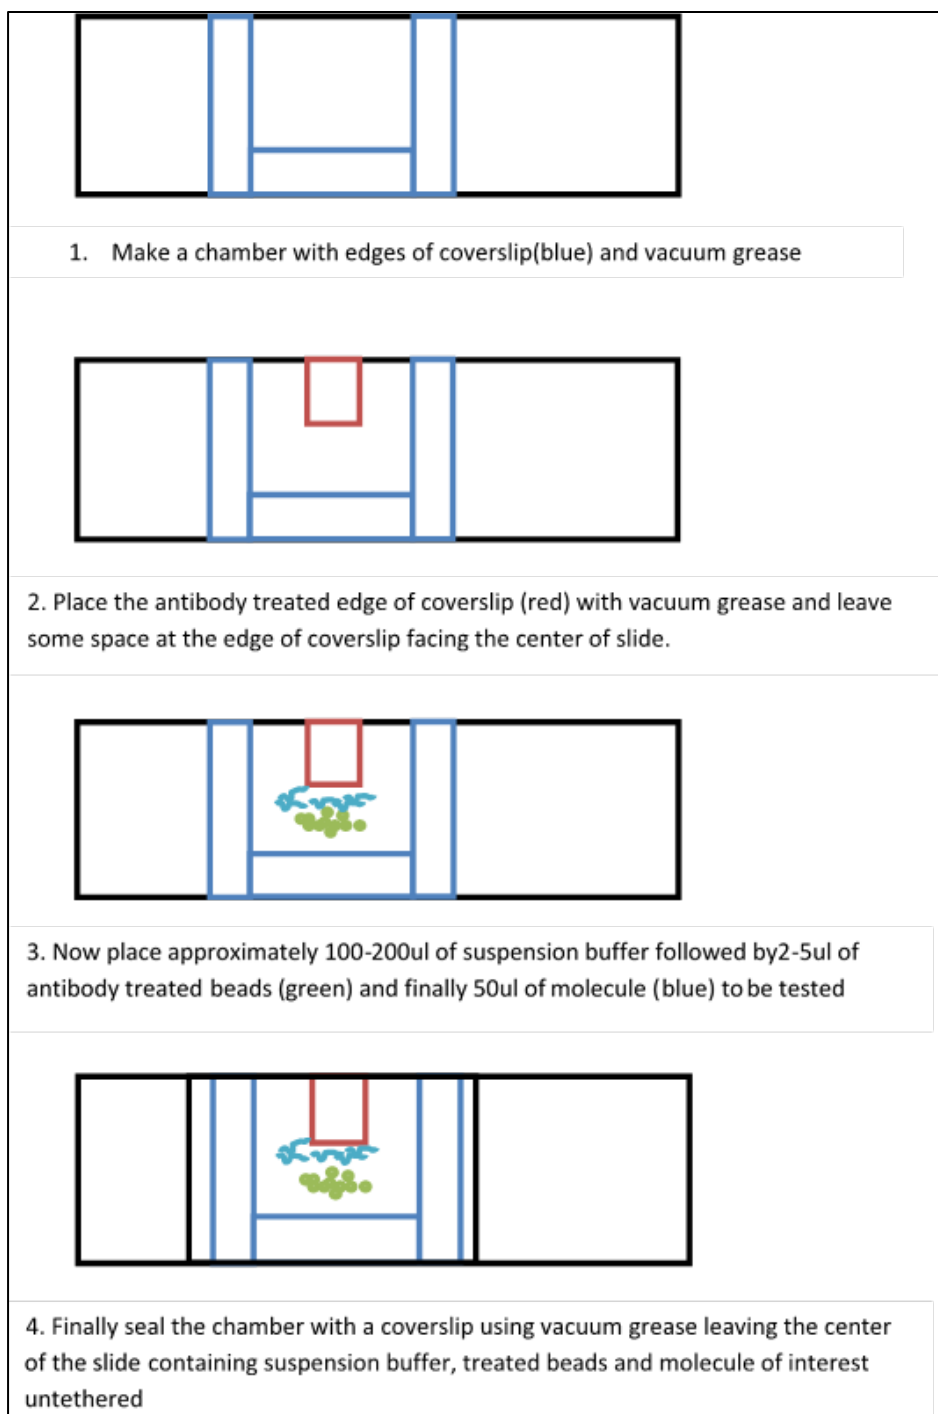 1. Make a chamber with edges of coverslip(blue) and vacuum grease
2. Place the antibody treated edge of coverslip (red) with vacuum grease and leave
some space at the edge of coverslip facing the center of slide.
3. Now place approximately 100-200ul of suspension buffer followed by2-5ul of
antibody treated beads (green) and finally 50ul of molecule (blue) to be tested
4. Finally seal the chamber with a coverslip using vacuum grease leaving the center
of the slide containing suspension buffer, treated beads and molecule of interest
untethered